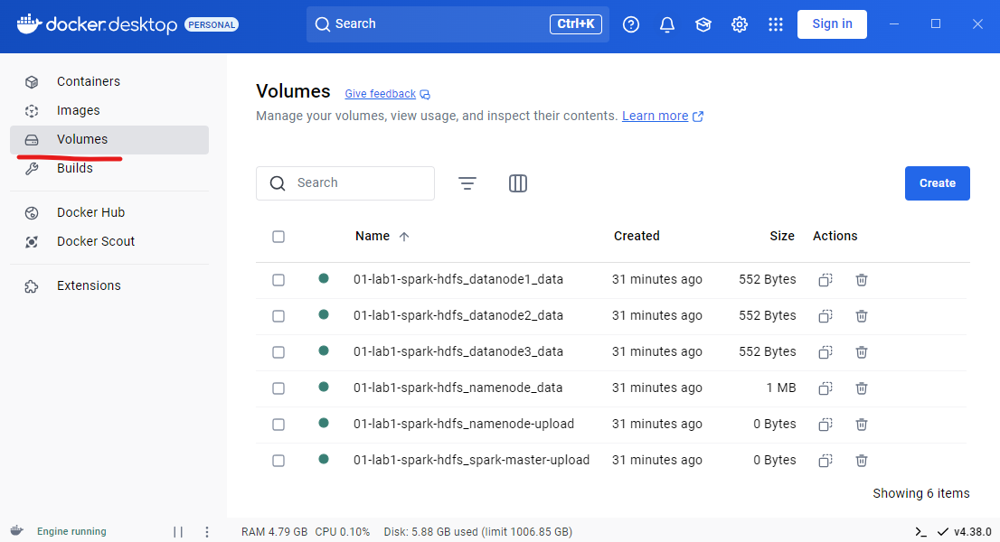 docker.desktop PERSONAL Search Ctrl+K Sign in
Containers
Images
Volumes
Builds
Docker Hub
Docker Scout
Extensions
Volumes Give feedback
Manage your volumes, view usage, and inspect their contents. Learn more
Search
Create
Name Created Size Actions
01-lab1-spark-hdfs_datanode1_data 31 minutes ago 552 Bytes
01-lab1-spark-hdfs_datanode2_data 31 minutes ago 552 Bytes
01-lab1-spark-hdfs_datanode3_data 31 minutes ago 552 Bytes
01-lab1-spark-hdfs_namenode_data 31 minutes ago 1 MB
01-lab1-spark-hdfs_namenode-upload 31 minutes ago 0 Bytes
01-lab1-spark-hdfs_spark-master-upload 31 minutes ago 0 Bytes
Showing 6 items
Engine running RAM 4.79 GB CPU 0.10% Disk: 5.88 GB used (limit 1006.85 GB) v4.38.0